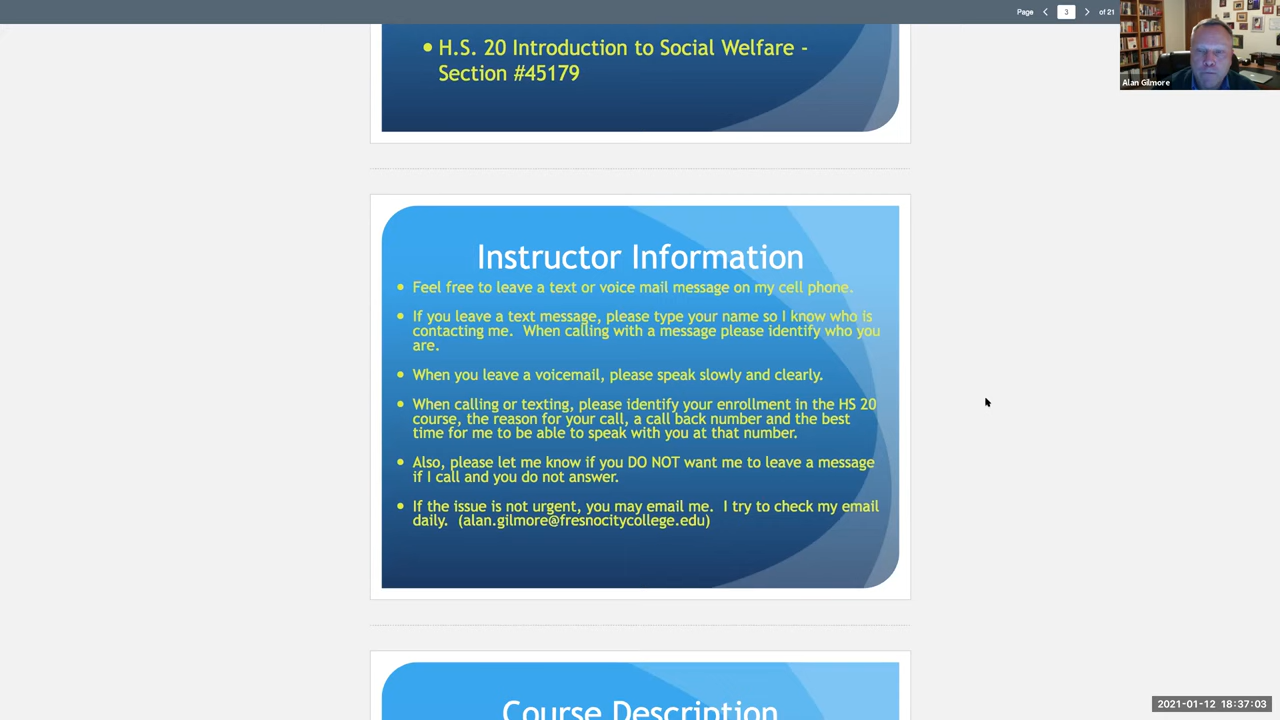 Page 3 of 21
Alan Gilmore
• H.S. 20 Introduction to Social Welfare -
Section #45179
Instructor Information
• Feel free to leave a text or voice mail message on my cell phone.
• If you leave a text message, please type your name so I know who is
contacting me.  When calling with a message please identify who you
are.
• When you leave a voicemail, please speak slowly and clearly.
• When calling or texting, please identify your enrollment in the HS 20
course, the reason for your call, a call back number and the best
time for me to be able to speak with you at that number.
• Also, please let me know if you DO NOT want me to leave a message
if I call and you do not answer.
• If the issue is not urgent, you may email me.  I try to check my email
daily.  (alan.gilmore@fresnocitycollege.edu)
Course Description
2021-01-12 18:37:03